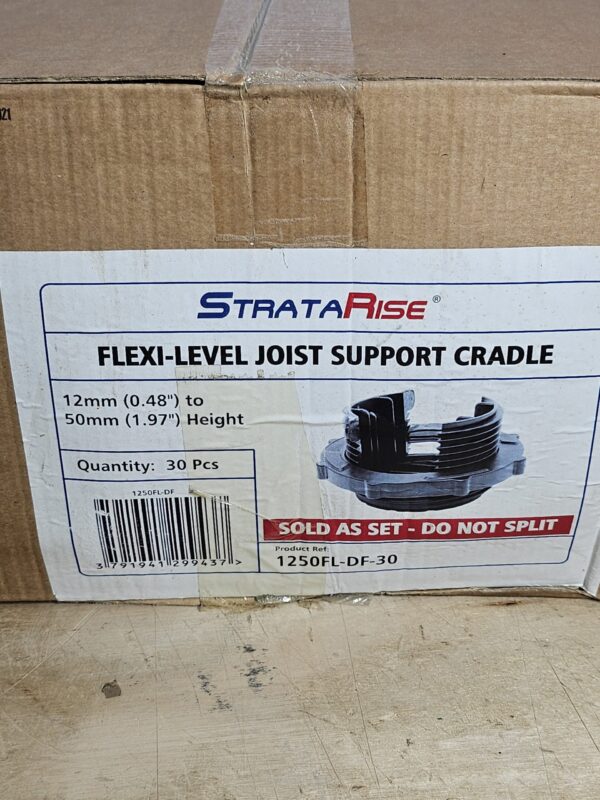 321
STRATARISE®
FLEXI-LEVEL JOIST SUPPORT CRADLE
12mm (0.48") to
50mm (1.97") Height
Quantity: 30 Pcs
1250FL-DF
3 791941 299437 >
SOLD AS SET - DO NOT SPLIT
Product Ref:
1250FL-DF-30